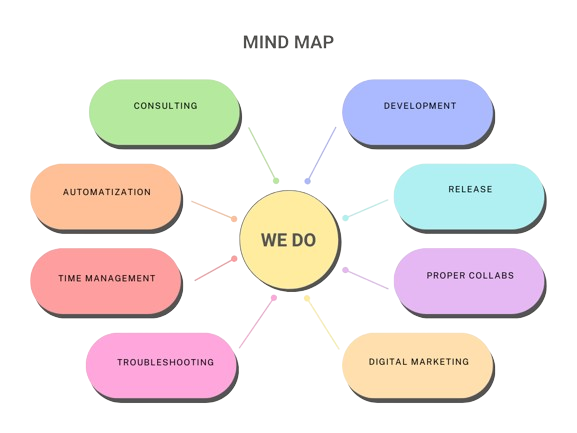 MIND MAP
CONSULTING
DEVELOPMENT
AUTOMATIZATION
RELEASE
WE DO
TIME MANAGEMENT
PROPER COLLABS
TROUBLESHOOTING
DIGITAL MARKETING